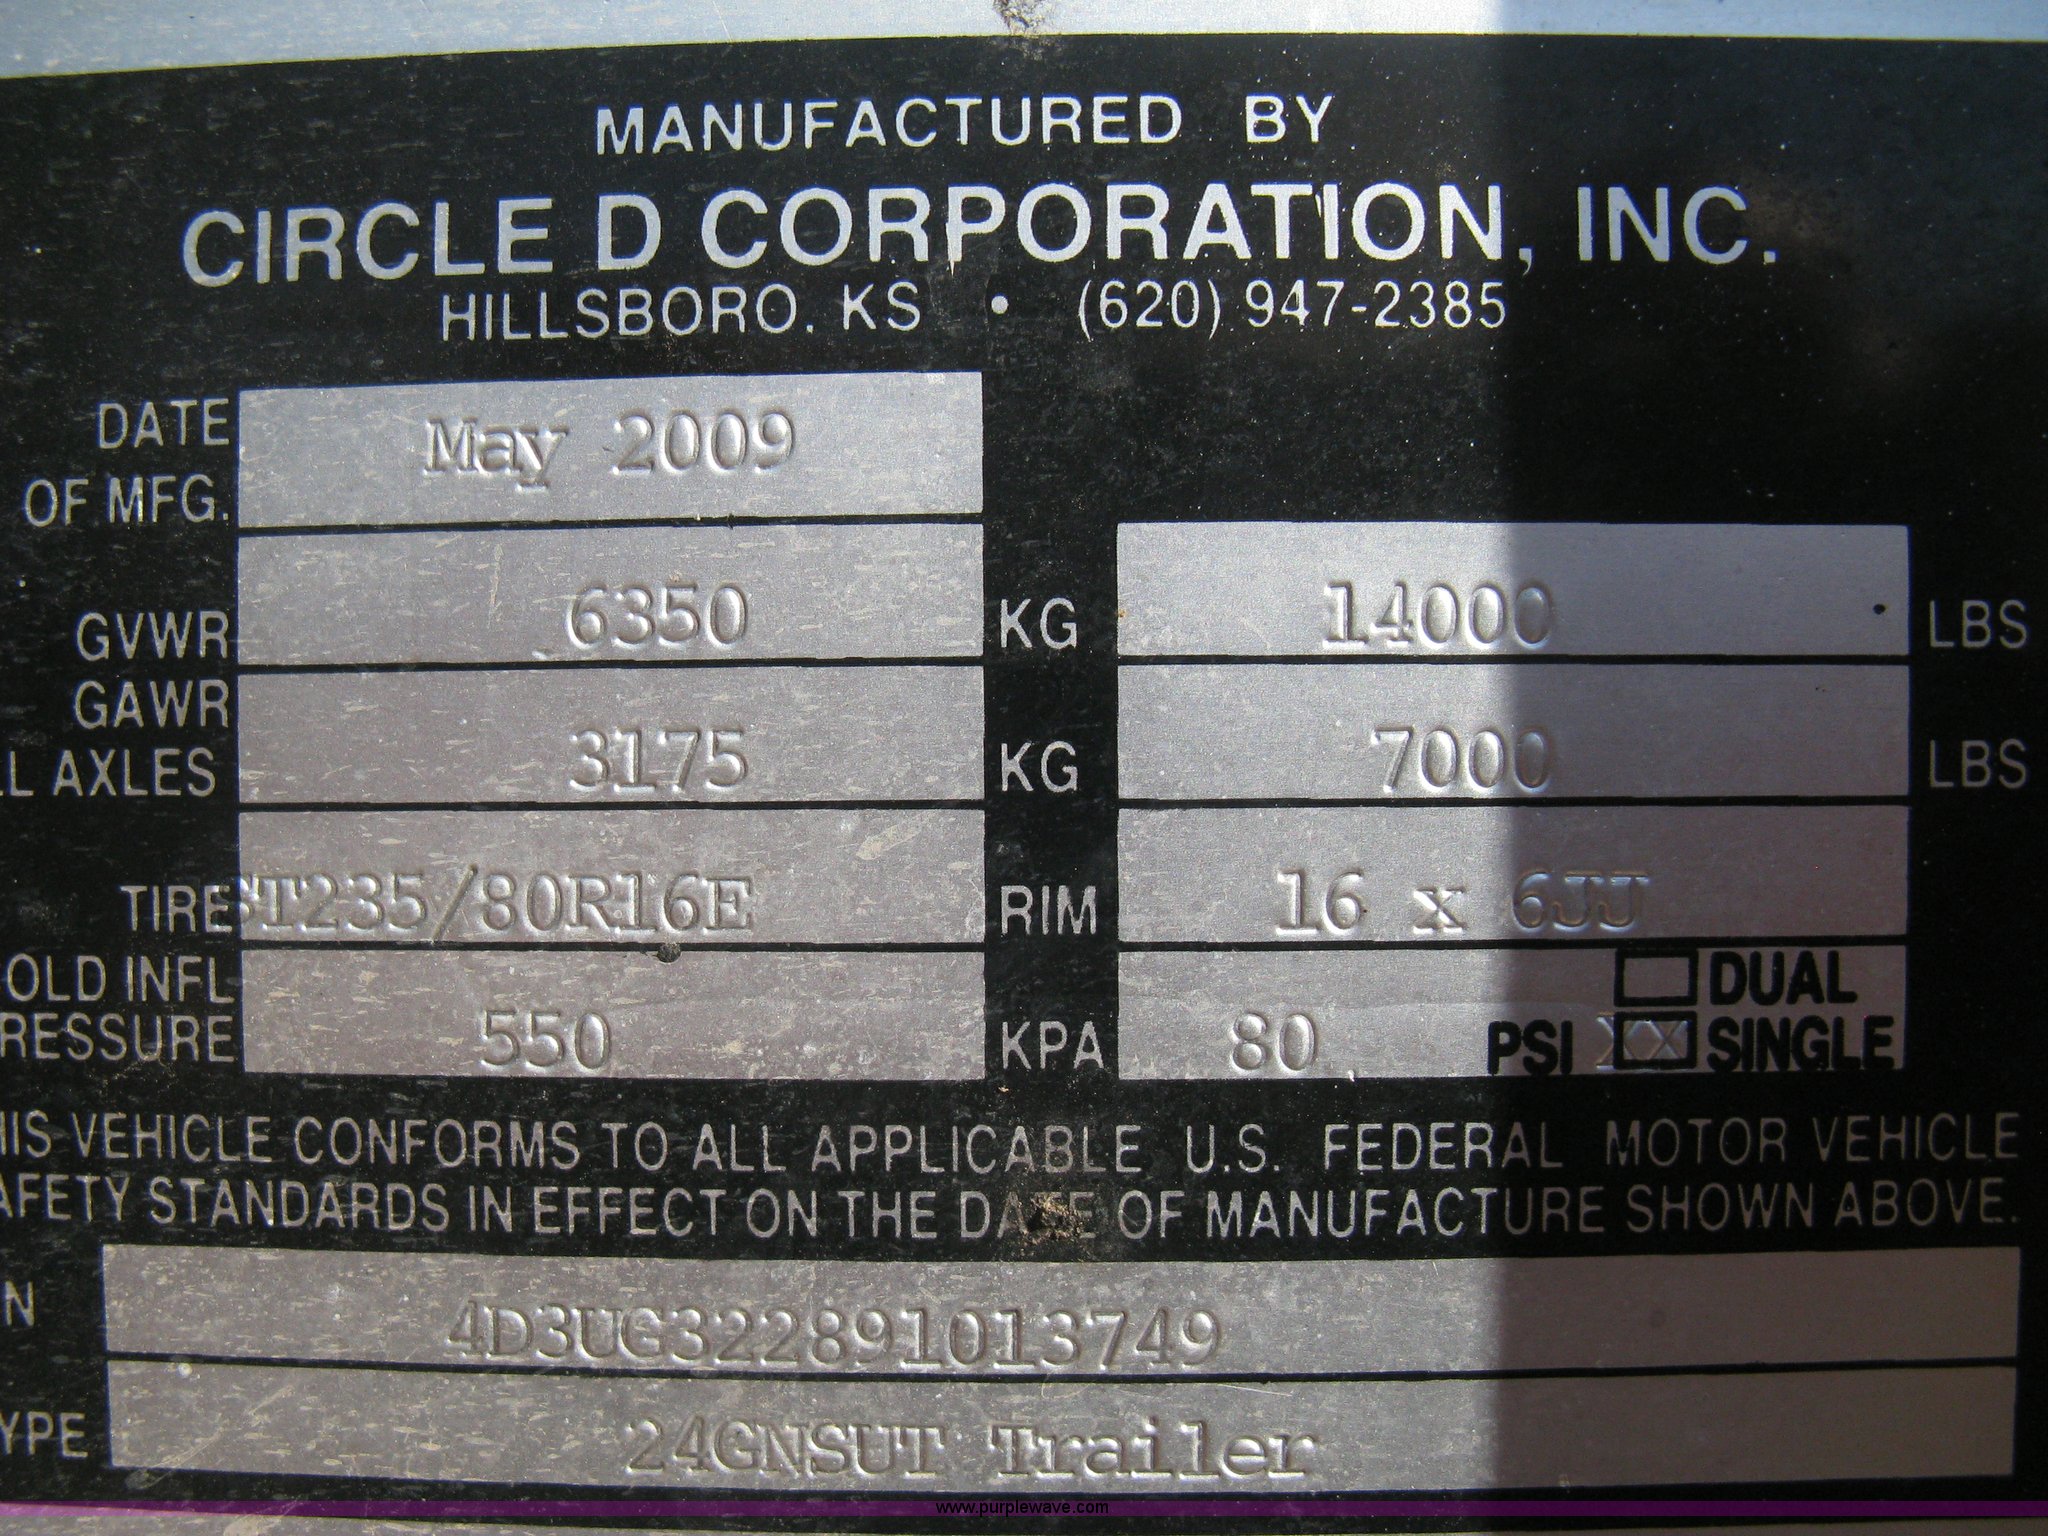 MANUFACTURED BY
CIRCLE D CORPORATION, INC.
HILLSBORO, KS • (620) 947-2385
DATE OF MFG. May 2009
GVWR 6350 KG 14000 LBS
GAWR
LL AXLES 3175 KG 7000 LBS
TIRE ST235/80R16E RIM 16 x 6JJ
OLD INFL DUAL
RESSURE 550 KPA 80 PSI XX SINGLE
HIS VEHICLE CONFORMS TO ALL APPLICABLE U.S. FEDERAL MOTOR VEHICLE
AFETY STANDARDS IN EFFECT ON THE DATE OF MANUFACTURE SHOWN ABOVE.
N 4D3UG322891013749
YPE 24GNSUT Trailer
www.purplewave.com